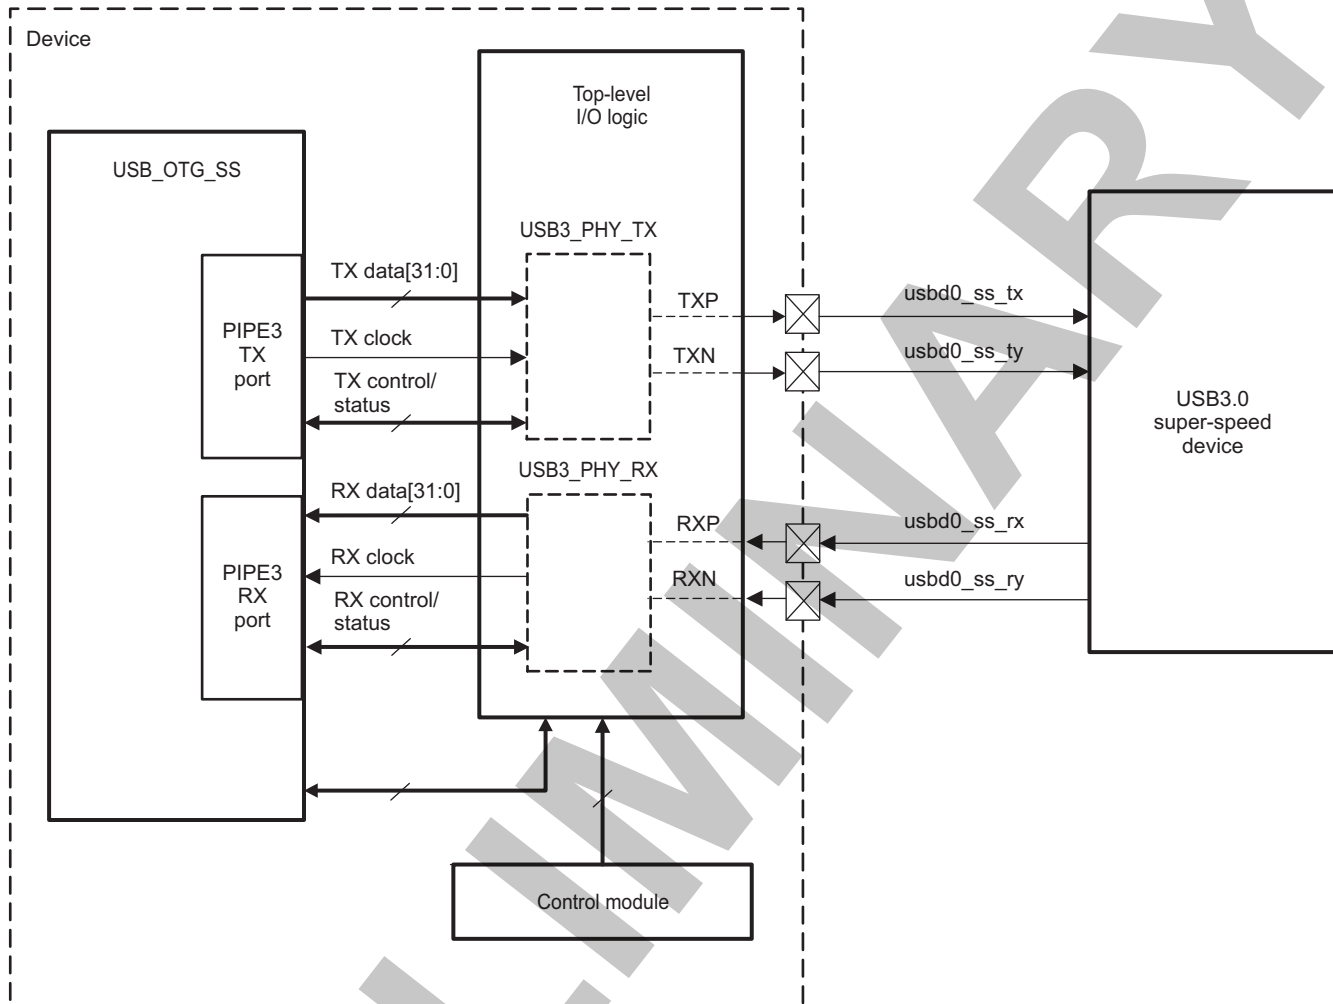 Device
Top-level
I/O logic
USB_OTG_SS
USB3_PHY_TX
TX data[31:0]
TXP
usbd0_ss_tx
PIPE3
TX
port
TX clock
TXN
usbd0_ss_ty
TX control/
status
USB3.0
super-speed
device
USB3_PHY_RX
RX data[31:0]
RXP
usbd0_ss_rx
PIPE3
RX
port
RX clock
RXN
usbd0_ss_ry
RX control/
status
Control module
LIMINARY